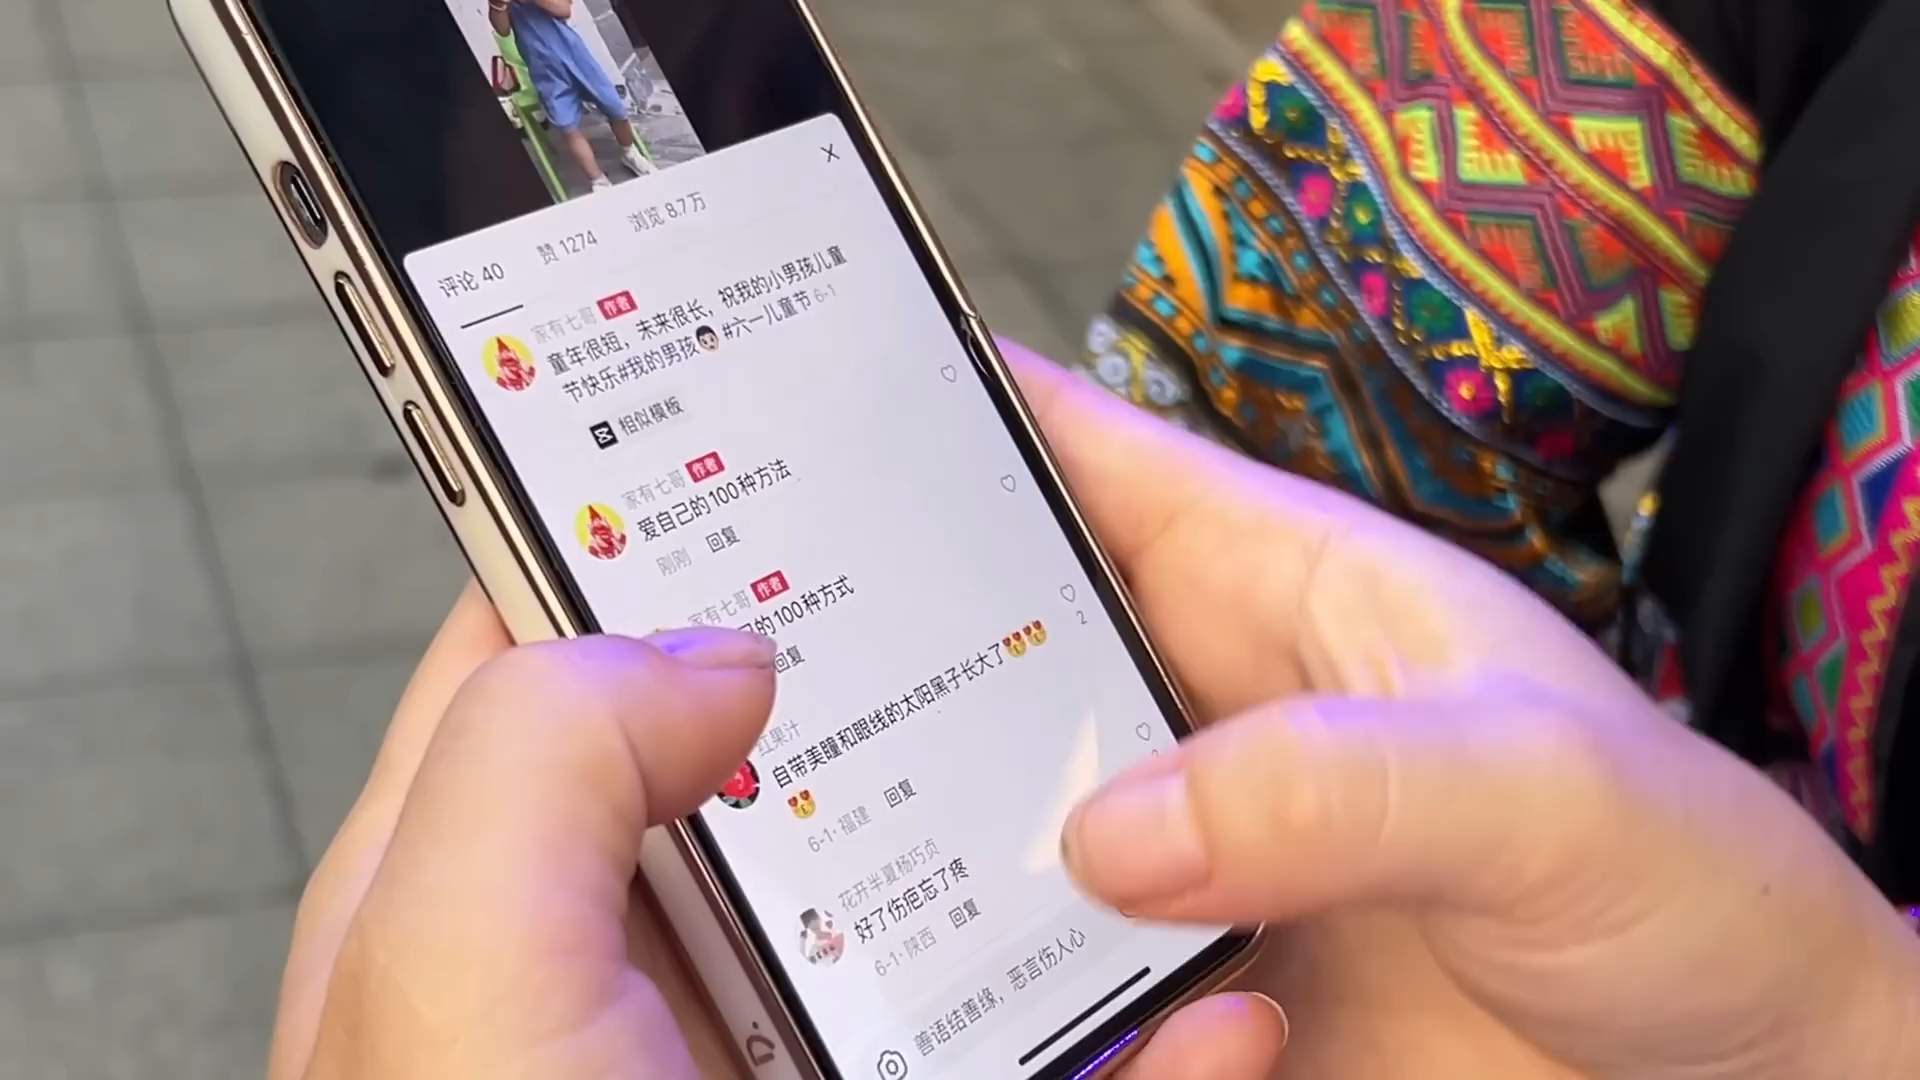 评论 40 赞 1274 浏览 8.7万
家有七哥 作者
童年很短，未来很长，祝我的小男孩儿童
节快乐#我的男孩 #六一儿童节 6-1
相似模板
家有七哥 作者
爱自己的100种方法
刚刚 回复
家有七哥 作者
己的100种方式
回复
2
红果汁
自带美瞳和眼线的太阳黑子长大了
6-1·福建 回复
花开半夏杨巧贞
好了伤疤忘了疼
6-1·陕西 回复
善语结善缘，恶言伤人心